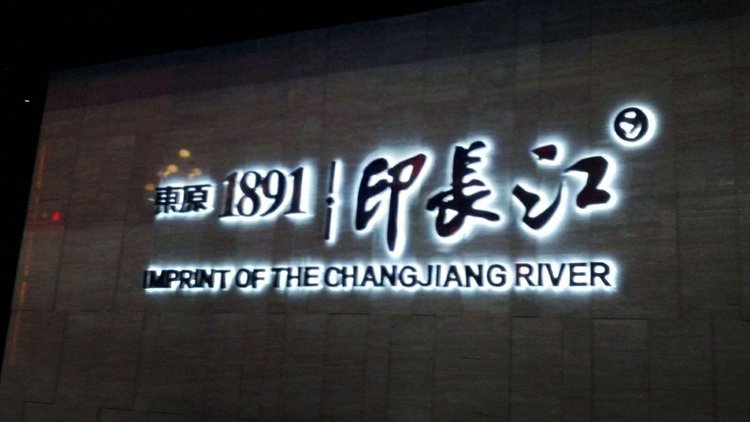 東原 1891 印長江
IMPRINT OF THE CHANGJIANG RIVER